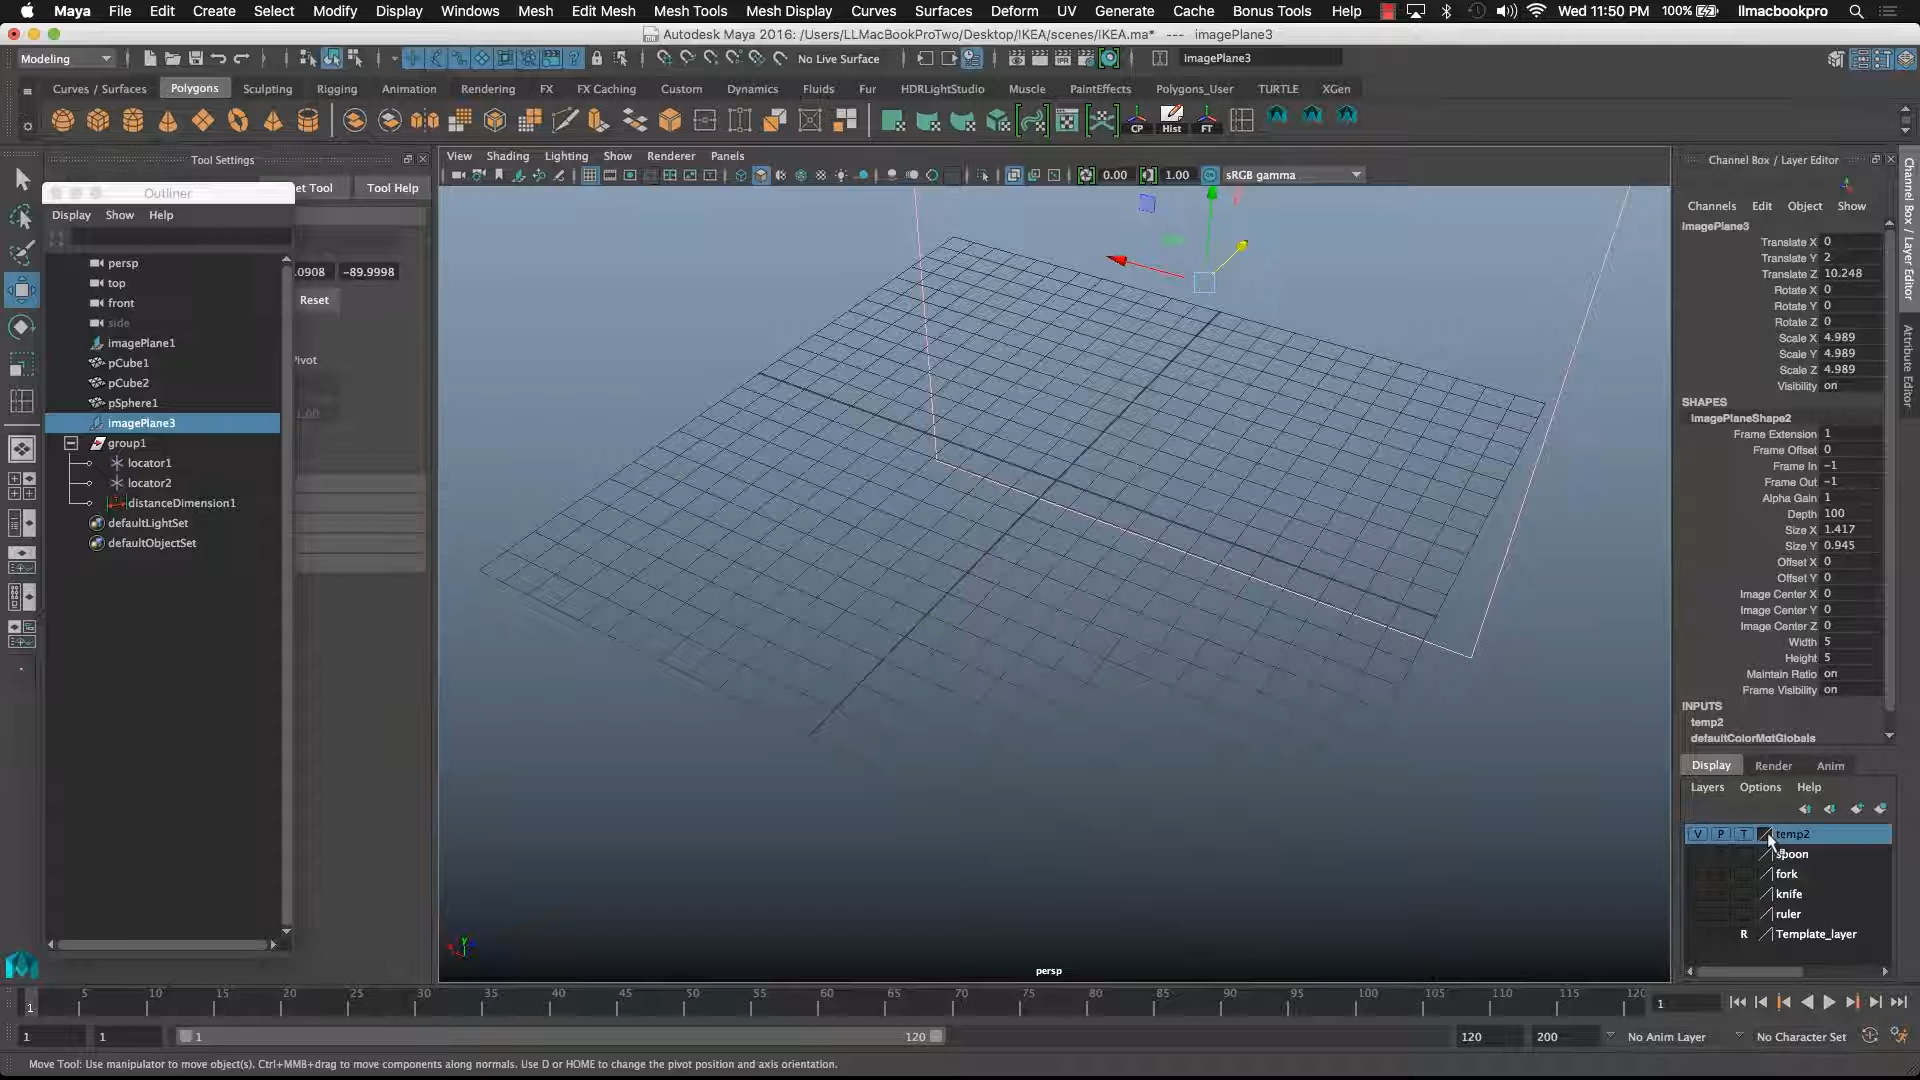 Maya File Edit Create Select Modify Display Windows Mesh Edit Mesh Mesh Tools Mesh Display Curves Surfaces Deform UV Generate Cache Bonus Tools Help Wed 11:50 PM 100% llmacbookpro
Autodesk Maya 2016: /Users/LLMacBookProTwo/Desktop/IKEA/scenes/IKEA.ma* --- imagePlane3
Modeling No Live Surface imagePlane3
Curves / Surfaces Polygons Sculpting Rigging Animation Rendering FX FX Caching Custom Dynamics Fluids Fur HDRLightStudio Muscle PaintEffects Polygons_User TURTLE XGen
CP Hist FT
Tool Settings
et Tool Tool Help
Outliner
Display Show Help
persp
top
front
side
imagePlane1
pCube1
pCube2
pSphere1
imagePlane3
group1
locator1
locator2
distanceDimension1
defaultLightSet
defaultObjectSet
.0908 -89.9998
Reset
ivot
1.00
View Shading Lighting Show Renderer Panels
0.00 1.00 sRGB gamma
persp
Channel Box / Layer Editor
Channels Edit Object Show
imagePlane3
Translate X 0
Translate Y 2
Translate Z 10.248
Rotate X 0
Rotate Y 0
Rotate Z 0
Scale X 4.989
Scale Y 4.989
Scale Z 4.989
Visibility on
SHAPES
imagePlaneShape2
Frame Extension 1
Frame Offset 0
Frame In -1
Frame Out -1
Alpha Gain 1
Depth 100
Size X 1.417
Size Y 0.945
Offset X 0
Offset Y 0
Image Center X 0
Image Center Y 0
Image Center Z 0
Width 5
Height 5
Maintain Ratio on
Frame Visibility on
INPUTS
temp2
defaultColorMgtGlobals
Display Render Anim
Layers Options Help
V P T temp2
spoon
fork
knife
ruler
R Template_layer
Channel Box / Layer Editor
Attribute Editor
1 5 10 15 20 25 30 35 40 45 50 55 60 65 70 75 80 85 90 95 100 105 110 115 120 1
1 1 1 120 120 200 No Anim Layer No Character Set
Move Tool: Use manipulator to move object(s). Ctrl+MMB+drag to move components along normals. Use D or HOME to change the pivot position and axis orientation.